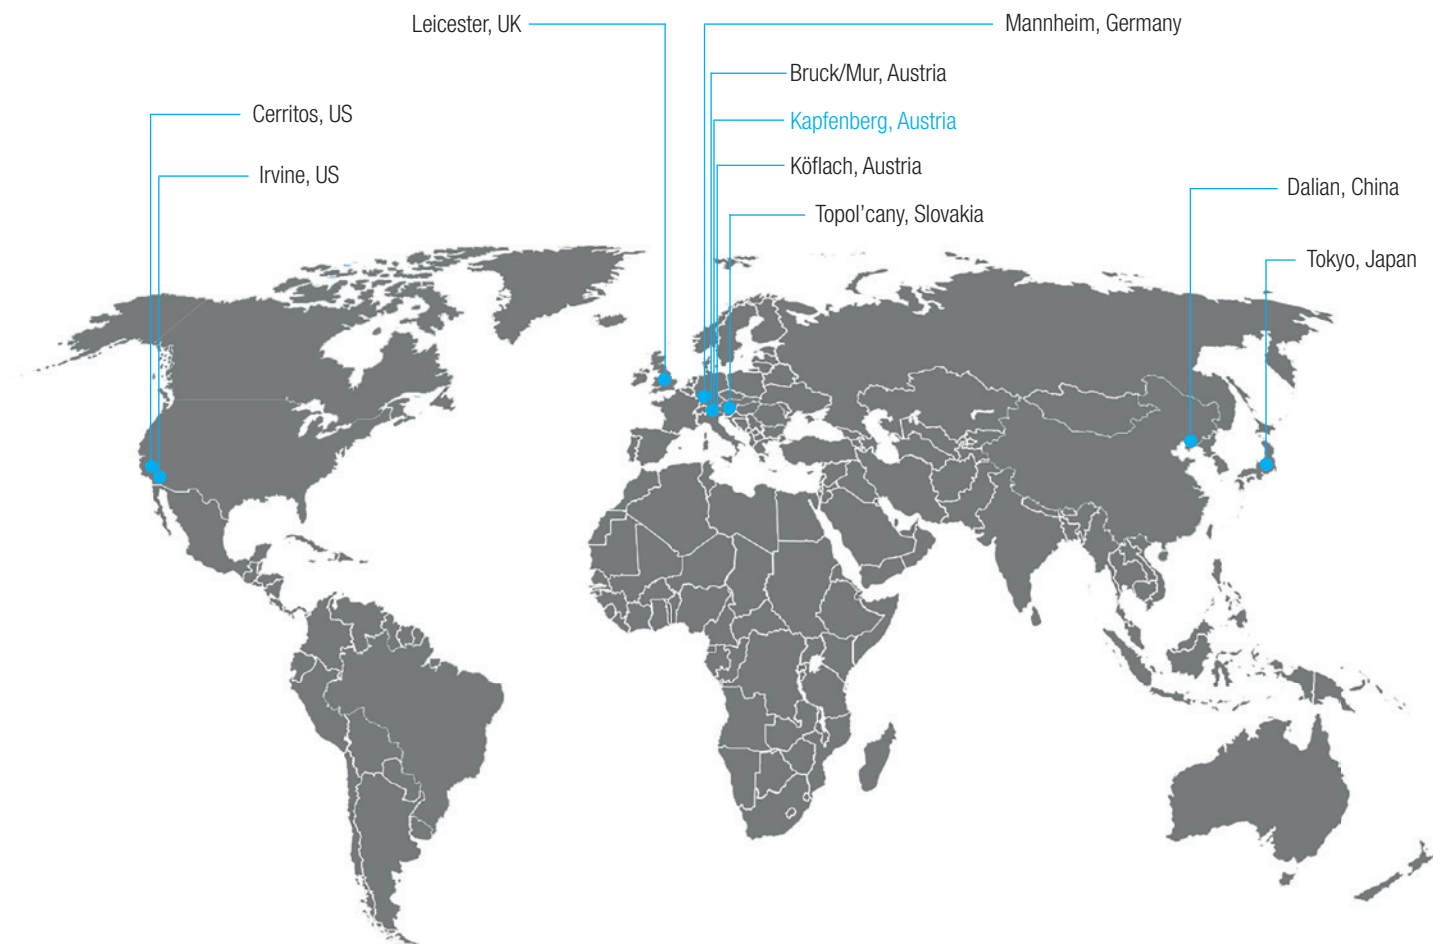 Leicester, UK
Mannheim, Germany
Bruck/Mur, Austria
Cerritos, US
Kapfenberg, Austria
Köflach, Austria
Irvine, US
Dalian, China
Topol’cany, Slovakia
Tokyo, Japan